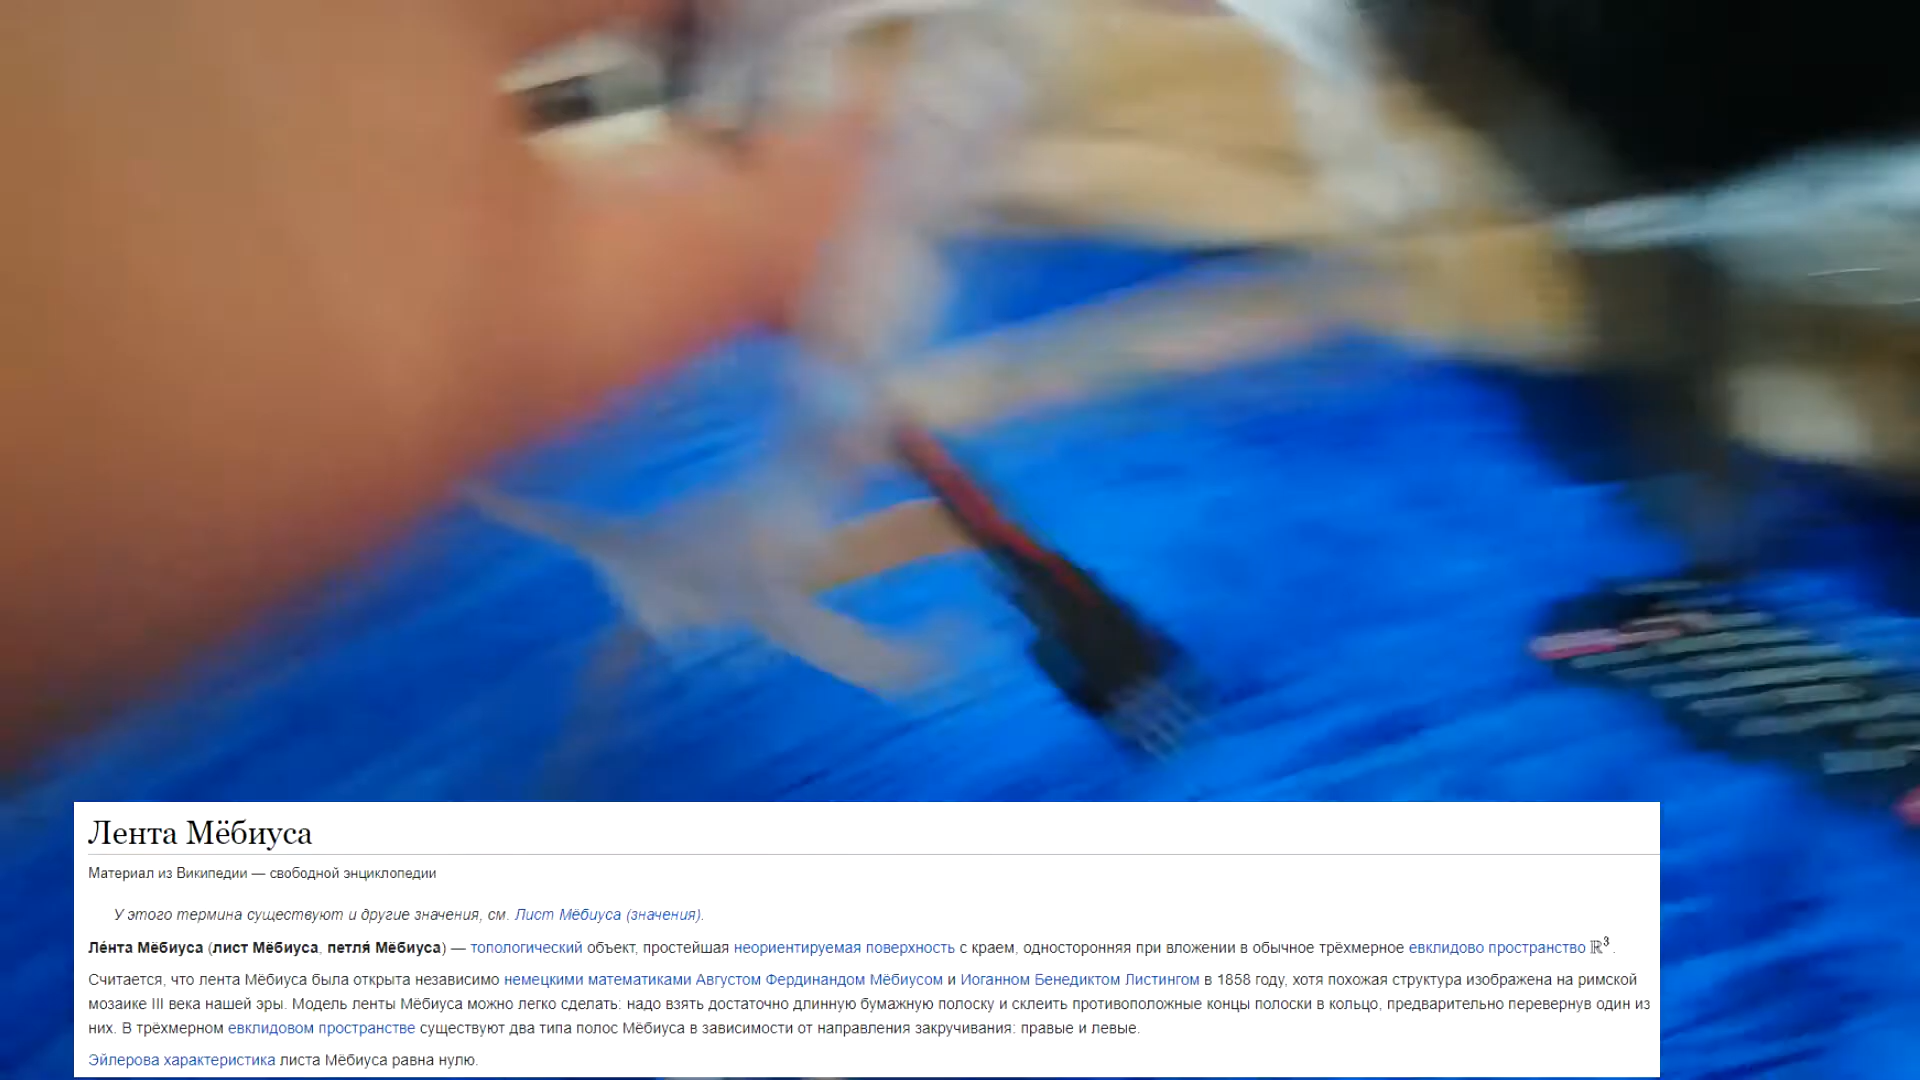 Лента Мёбиуса
Материал из Википедии — свободной энциклопедии
У этого термина существуют и другие значения, см. Лист Мёбиуса (значения).
Ле́нта Мёбиуса (лист Мёбиуса, петля́ Мёбиуса) — топологический объект, простейшая неориентируемая поверхность с краем, односторонняя при вложении в обычное трёхмерное евклидово пространство ℝ³.
Считается, что лента Мёбиуса была открыта независимо немецкими математиками Августом Фердинандом Мёбиусом и Иоганном Бенедиктом Листингом в 1858 году, хотя похожая структура изображена на римской
мозаике III века нашей эры. Модель ленты Мёбиуса можно легко сделать: надо взять достаточно длинную бумажную полоску и склеить противоположные концы полоски в кольцо, предварительно перевернув один из
них. В трёхмерном евклидовом пространстве существуют два типа полос Мёбиуса в зависимости от направления закручивания: правые и левые.
Эйлерова характеристика листа Мёбиуса равна нулю.